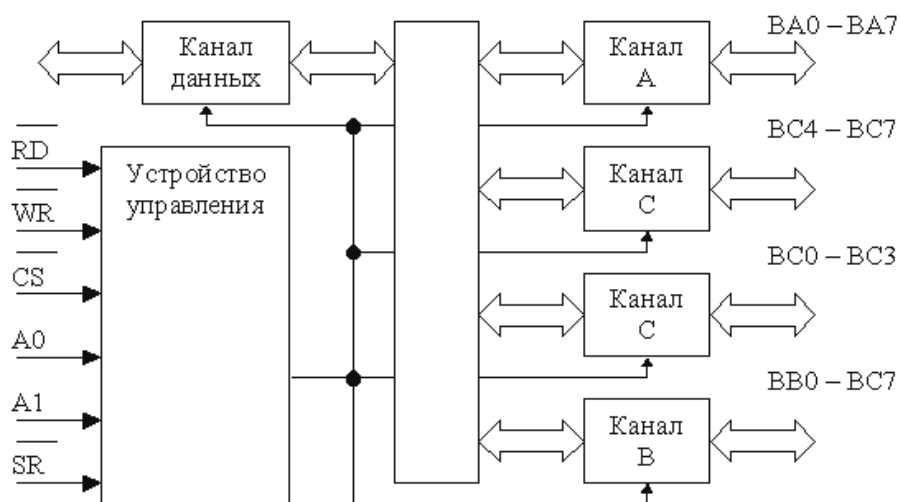 Канал
данных
Канал
A
BA0 – BA7
BC4 – BC7
RD
Устройство
управления
Канал
C
WR
BC0 – BC3
CS
Канал
C
A0
BB0 – BC7
A1
Канал
B
SR